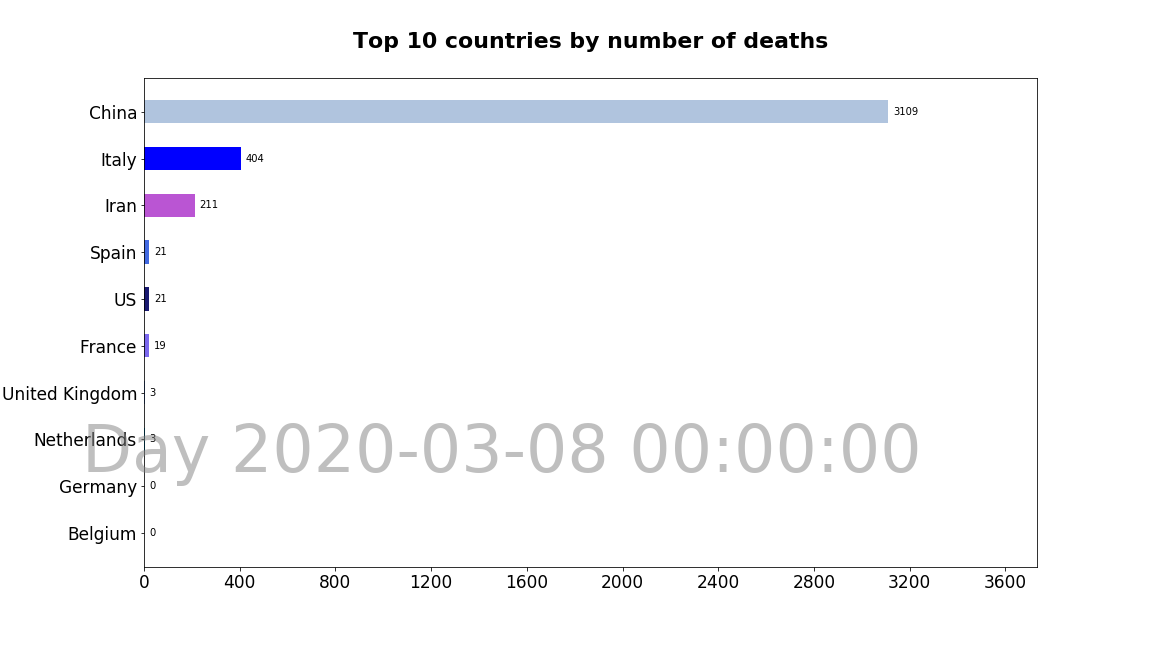 Top 10 countries by number of deaths
China 3109
Italy 404
Iran 211
Spain 21
US 21
France 19
United Kingdom 3
Netherlands 3
Day 2020-03-08 00:00:00
Germany 0
Belgium 0
0 400 800 1200 1600 2000 2400 2800 3200 3600